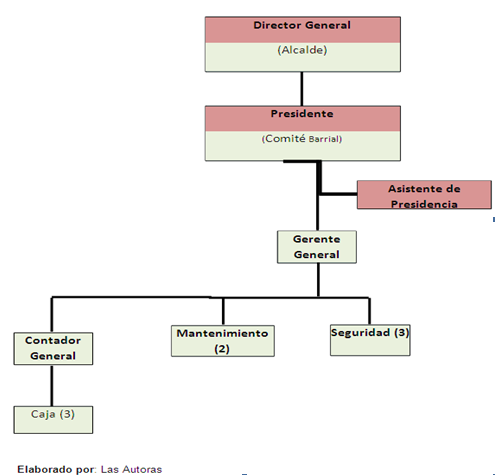 Director General
(Alcalde)
Presidente
(Comité Barrial)
Asistente de
Presidencia
Gerente
General
Contador
General
Mantenimiento
(2)
Seguridad (3)
Caja (3)
Elaborado por: Las Autoras